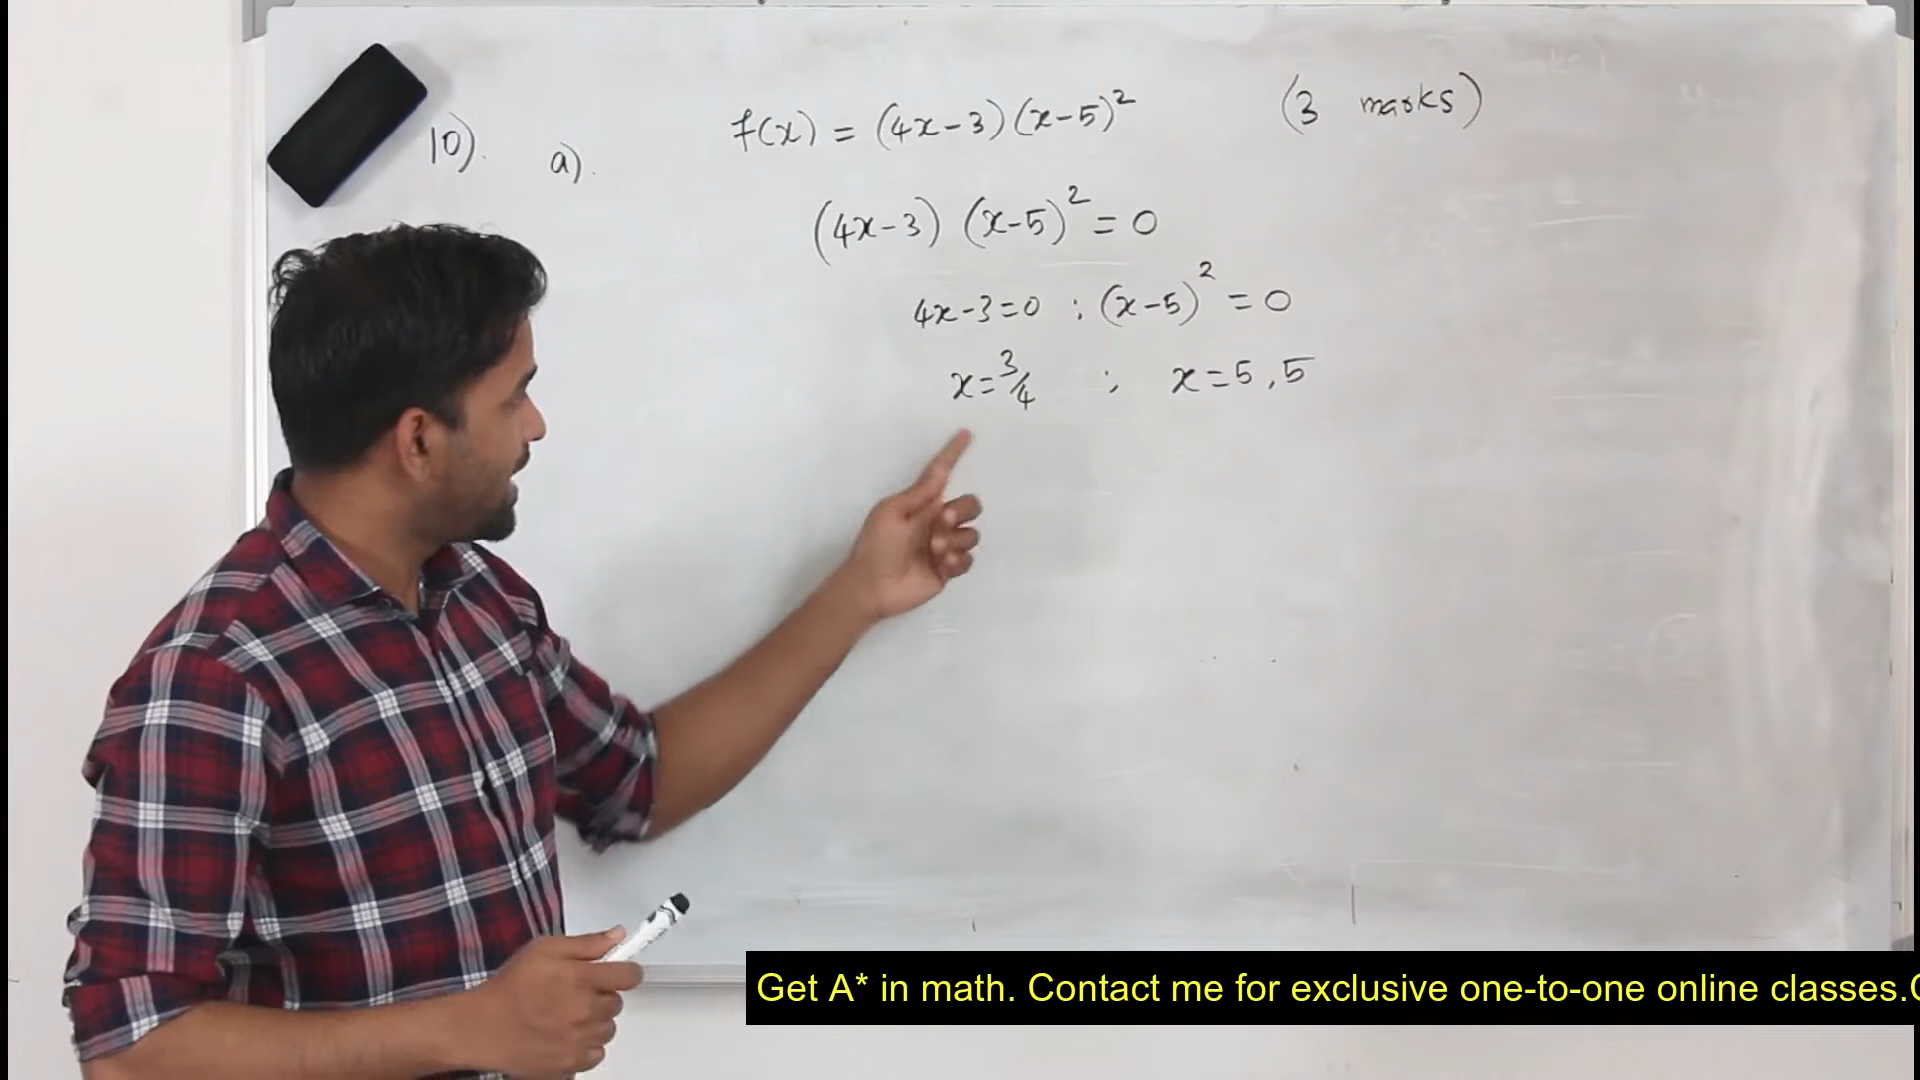 10). a). f(x) = (4x-3)(x-5)² (3 marks)
(4x-3) (x-5)² = 0
4x-3=0 ; (x-5)² = 0
x=3/4 ; x=5,5
Get A* in math. Contact me for exclusive one-to-one online classes.